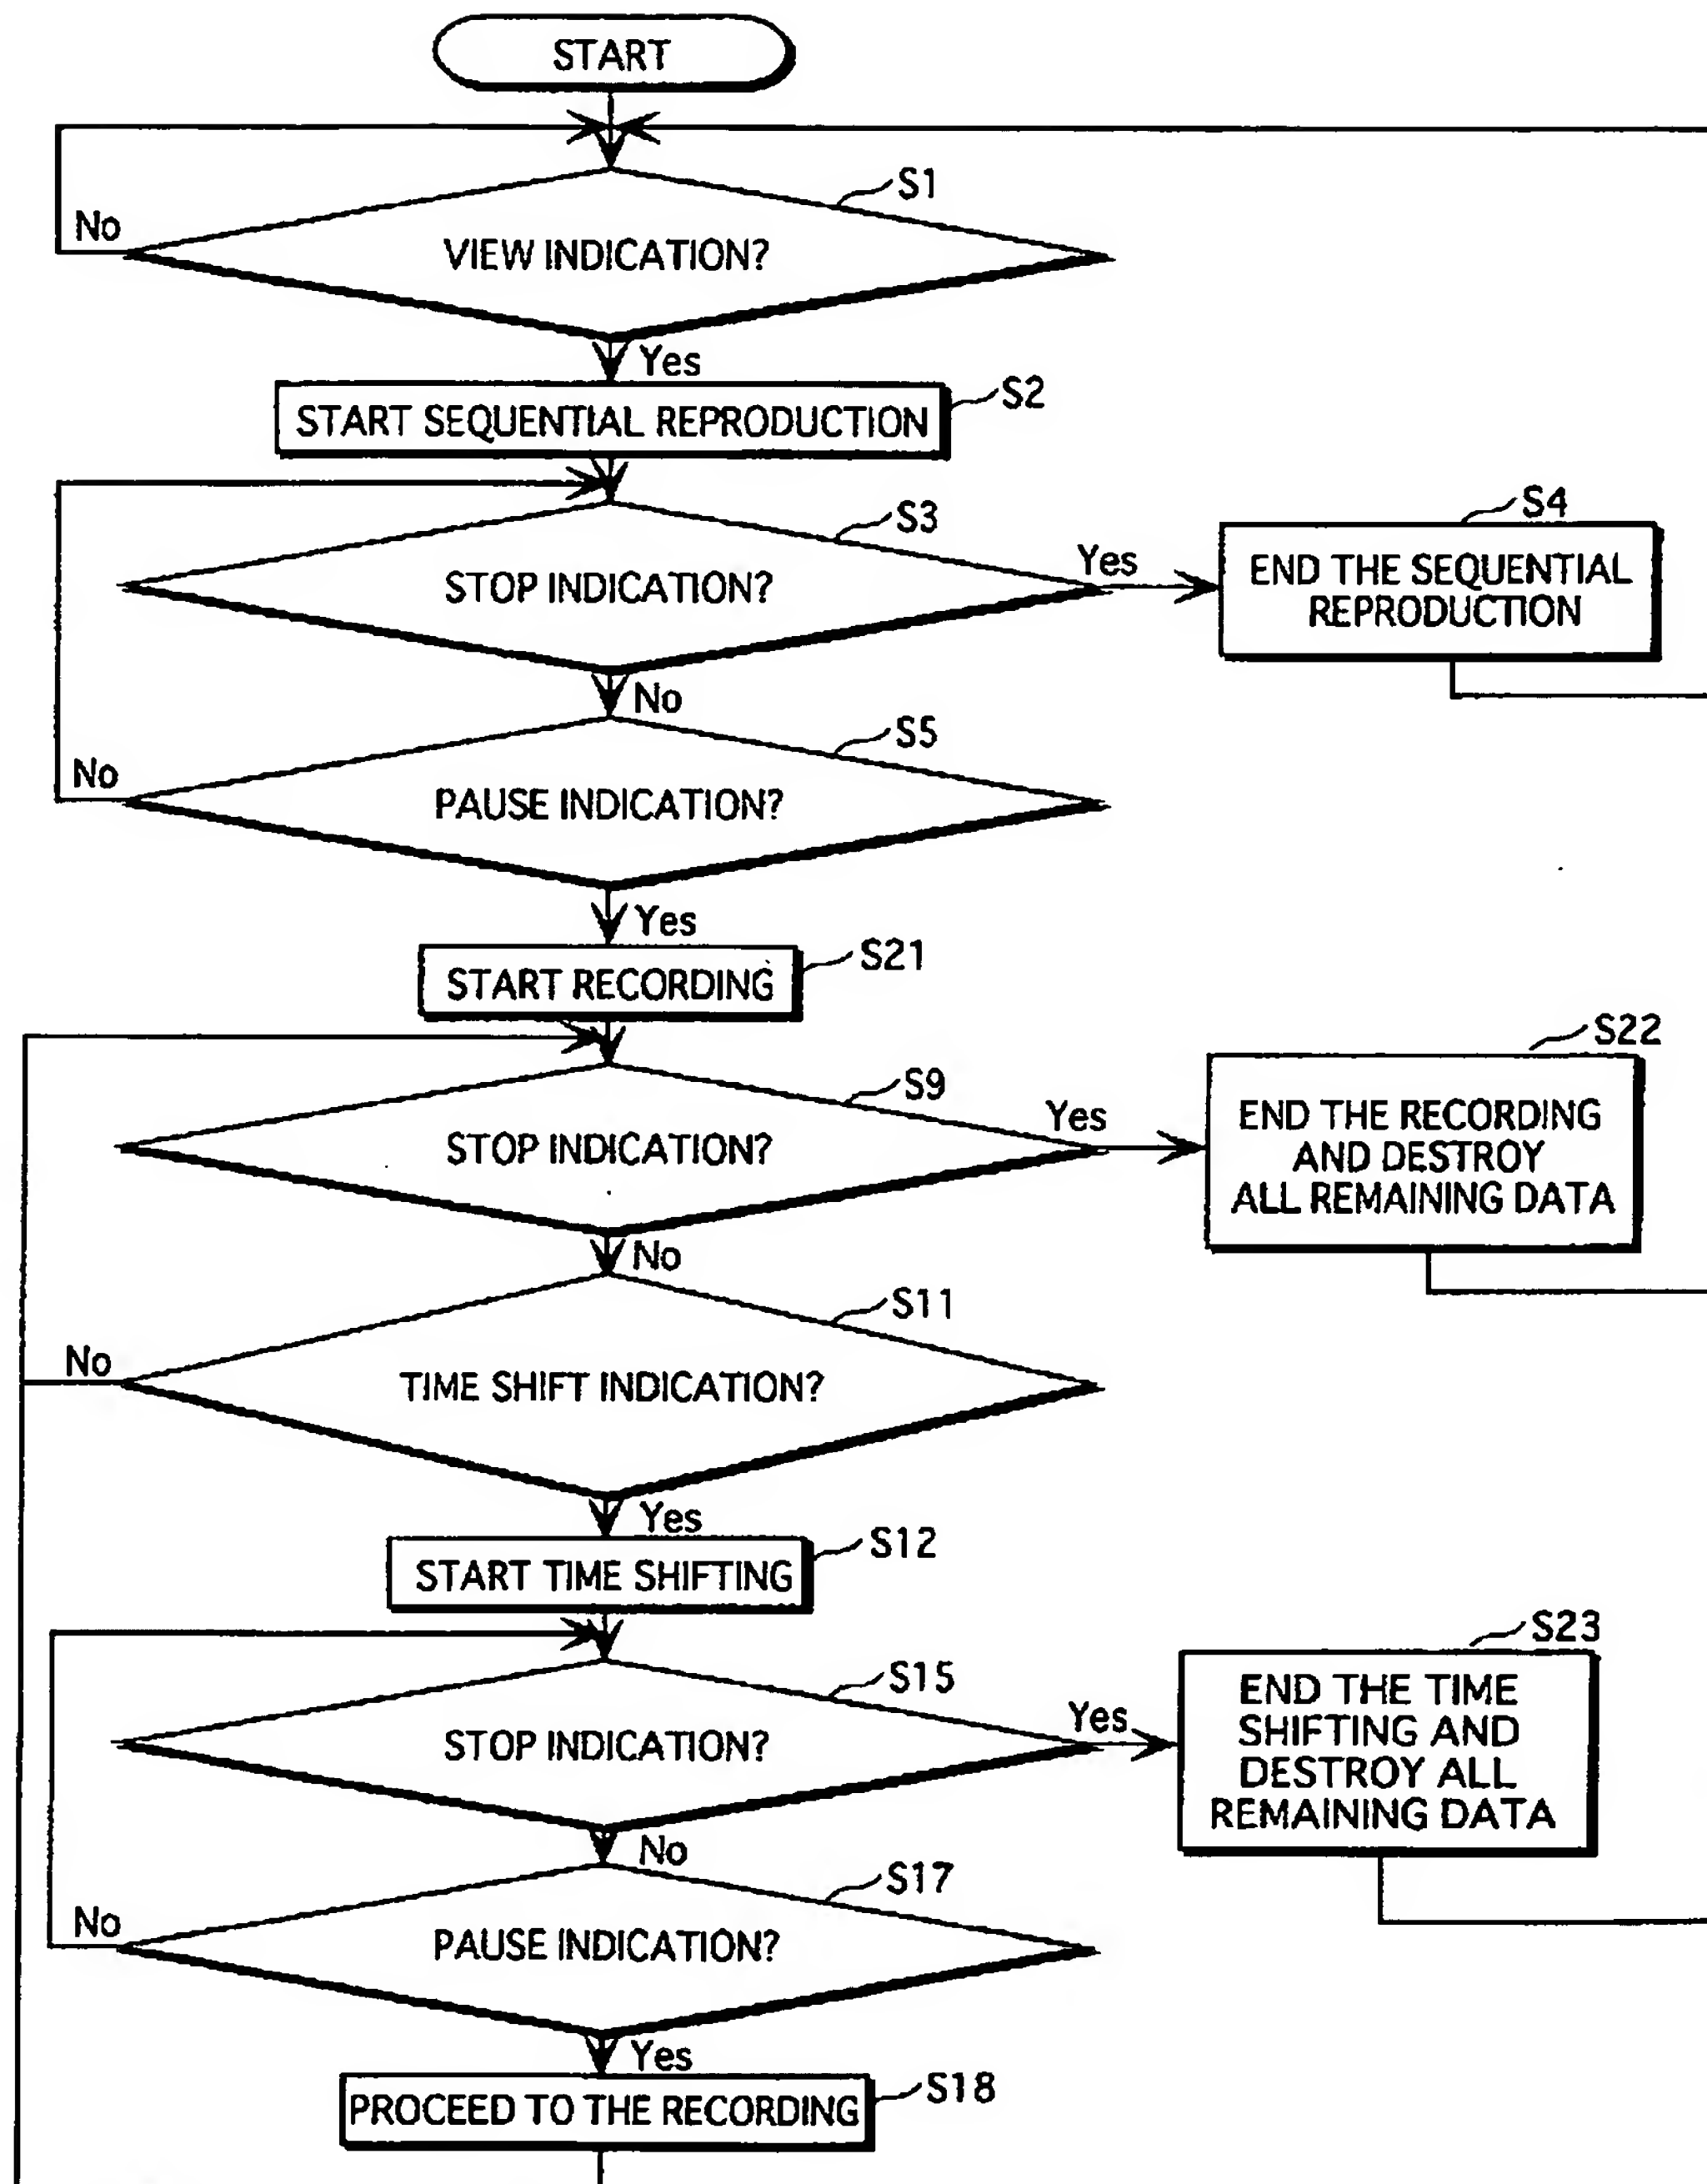 START
S1
No
VIEW INDICATION?
Yes
S2
START SEQUENTIAL REPRODUCTION
S3
STOP INDICATION?
Yes
S4
END THE SEQUENTIAL
REPRODUCTION
No
S5
No
PAUSE INDICATION?
Yes
S21
START RECORDING
S9
STOP INDICATION?
Yes
S22
END THE RECORDING
AND DESTROY
ALL REMAINING DATA
No
S11
No
TIME SHIFT INDICATION?
Yes
S12
START TIME SHIFTING
S15
STOP INDICATION?
Yes
S23
END THE TIME
SHIFTING AND
DESTROY ALL
REMAINING DATA
No
S17
No
PAUSE INDICATION?
Yes
S18
PROCEED TO THE RECORDING